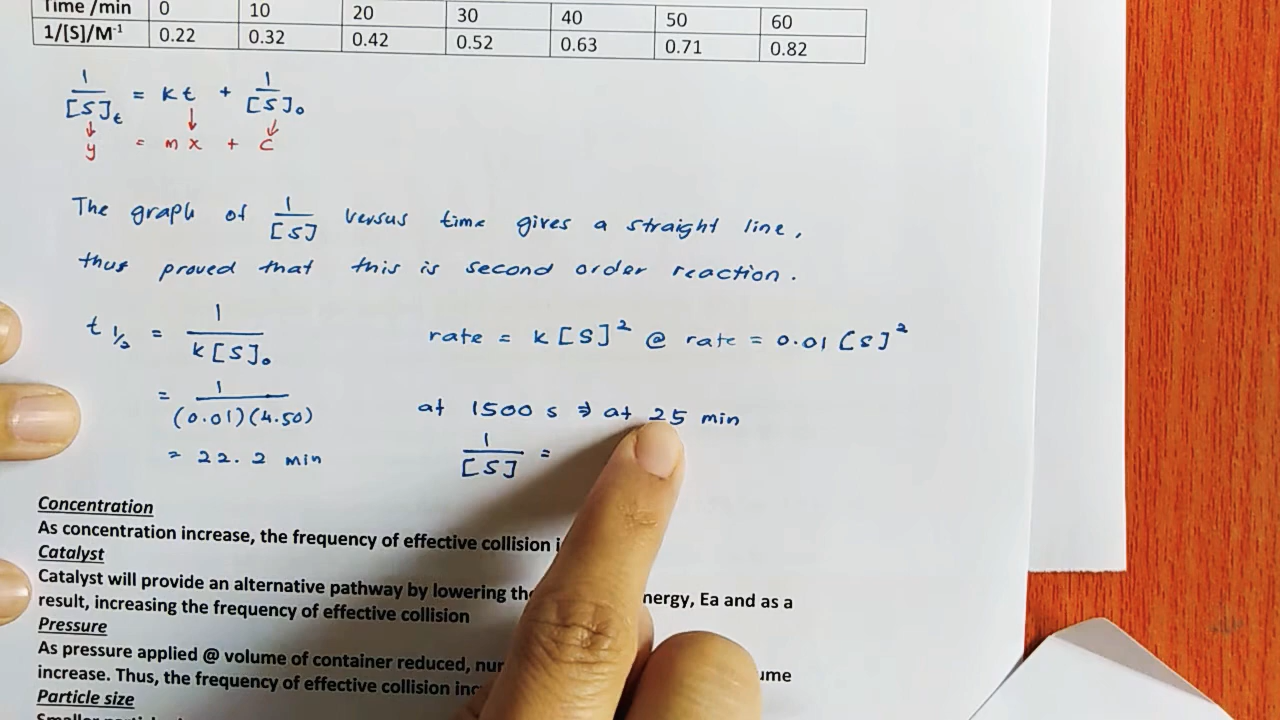 Time /min 0 10 20 30 40 50 60
1/[S]/M-1 0.22 0.32 0.42 0.52 0.63 0.71 0.82
1/[S]t = kt + 1/[S]0
y = mx + c
The graph of 1/[S] versus time gives a straight line,
thus proved that this is second order reaction.
t 1/2 = 1/k[S]0
= 1/(0.01)(4.50)
= 22.2 min
rate = k[S]² @ rate = 0.01[S]²
at 1500 s ⇒ at 25 min
1/[S] =
Concentration
As concentration increase, the frequency of effective collision
Catalyst
Catalyst will provide an alternative pathway by lowering nergy, Ea and as a
result, increasing the frequency of effective collision
Pressure
As pressure applied @ volume of container reduced, ume
increase. Thus, the frequency of effective collision
Particle size